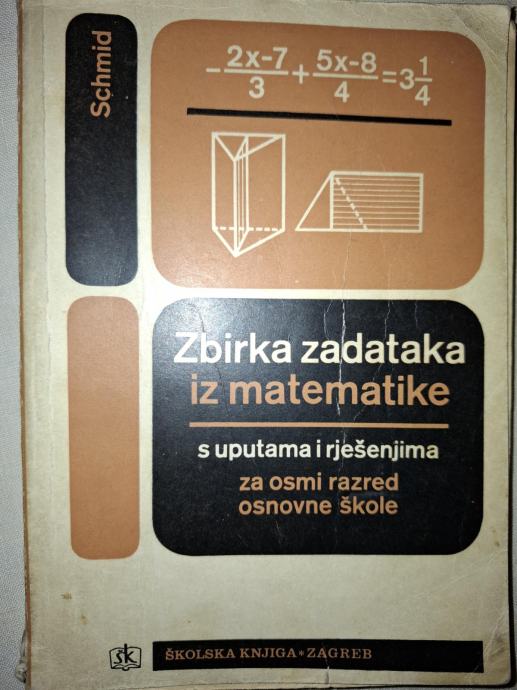 Schmid
- 2x-7/3 + 5x-8/4 = 3 1/4
Zbirka zadataka
iz matematike
s uputama i rješenjima
za osmi razred
osnovne škole
ŠK
ŠKOLSKA KNJIGA * ZAGREB